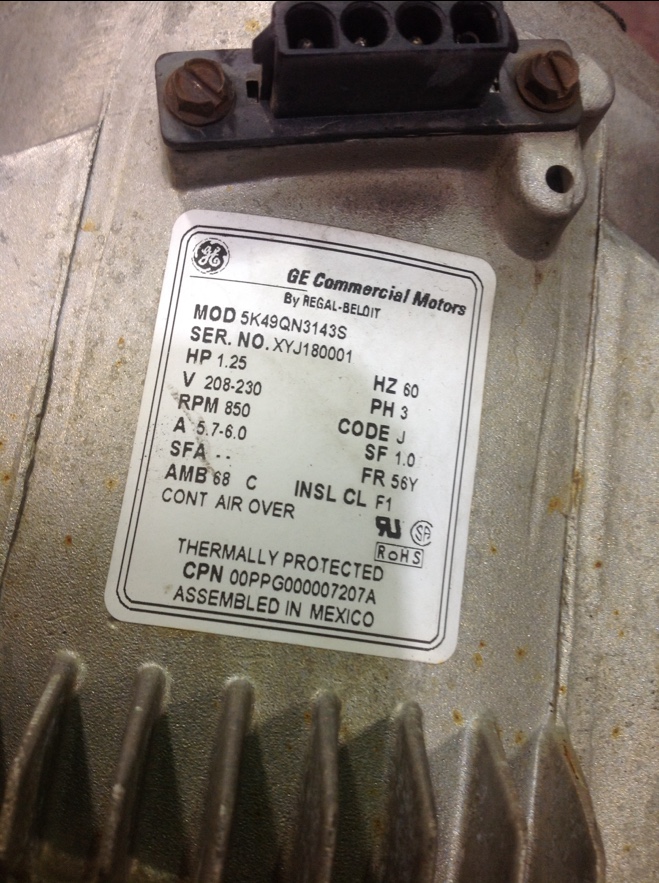 GE
GE Commercial Motors
By REGAL-BELOIT
MOD 5K49QN3143S
SER. NO. XYJ180001
HP 1.25 HZ 60
V 208-230 PH 3
RPM 850 CODE J
A 5.7-6.0 SF 1.0
SFA -- FR 56Y
AMB 68 C INSL CL F1
CONT AIR OVER
RU SA
RoHS
THERMALLY PROTECTED
CPN 00PPG000007207A
ASSEMBLED IN MEXICO